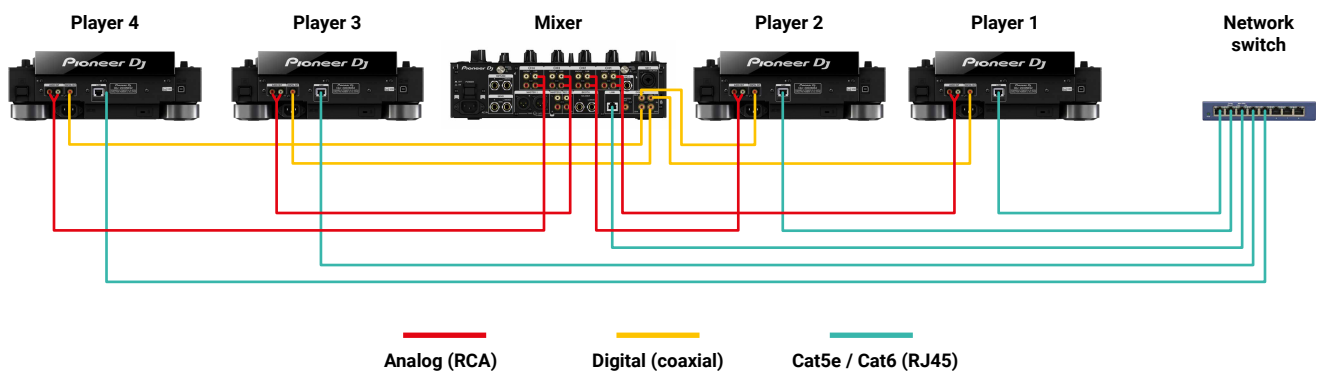 Player 4
Player 3
Mixer
Player 2
Player 1
Network
switch
Pioneer Dj
Pioneer Dj
Pioneer Dj
Pioneer Dj
Pioneer Dj
Analog (RCA)
Digital (coaxial)
Cat5e / Cat6 (RJ45)